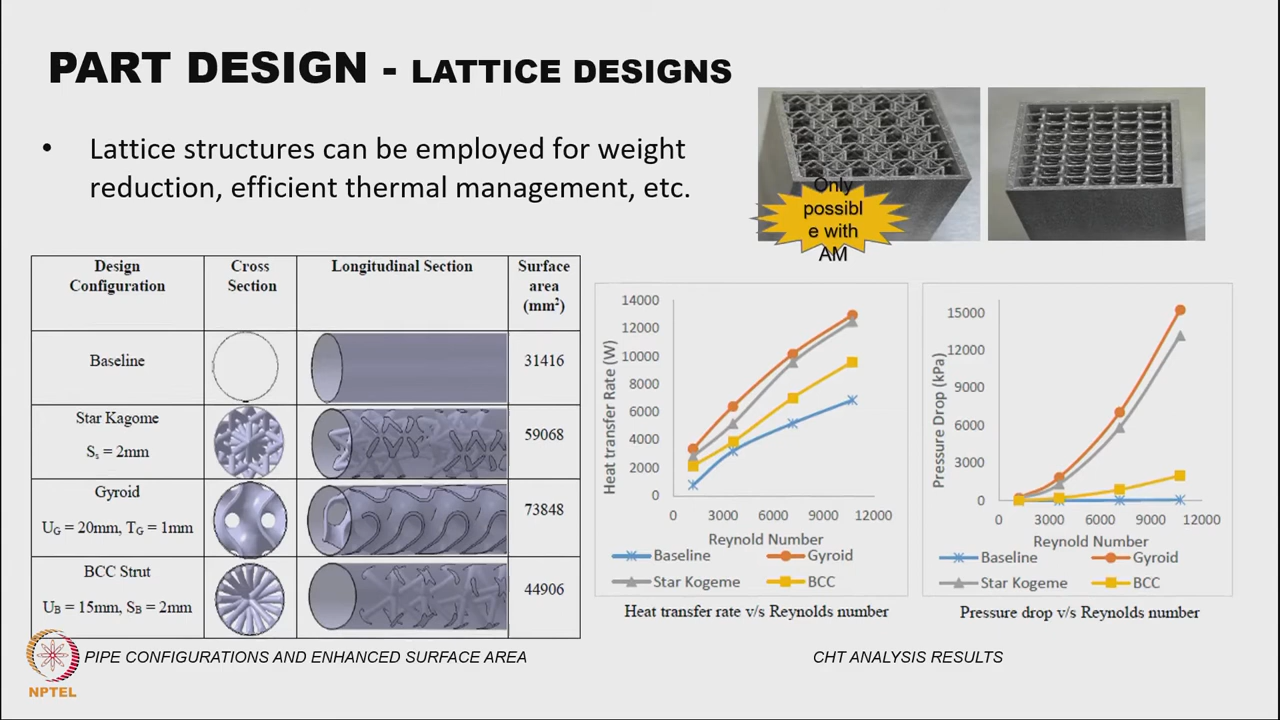 PART DESIGN - LATTICE DESIGNS
• Lattice structures can be employed for weight
reduction, efficient thermal management, etc.
Only
possibl
e with
AM
Design
Configuration
Cross
Section
Longitudinal Section
Surface
area
(mm²)
Baseline
31416
Star Kagome
Sₛ = 2mm
59068
Gyroid
U_G = 20mm, T_G = 1mm
73848
BCC Strut
U_B = 15mm, S_B = 2mm
44906
PIPE CONFIGURATIONS AND ENHANCED SURFACE AREA
Heat transfer Rate (W)
14000
12000
10000
8000
6000
4000
2000
0
0 3000 6000 9000 12000
Reynold Number
Baseline Gyroid
Star Kogeme BCC
Heat transfer rate v/s Reynolds number
Pressure Drop (kPa)
15000
12000
9000
6000
3000
0
0 3000 6000 9000 12000
Reynold Number
Baseline Gyroid
Star Kogeme BCC
Pressure drop v/s Reynolds number
CHT ANALYSIS RESULTS
NPTEL